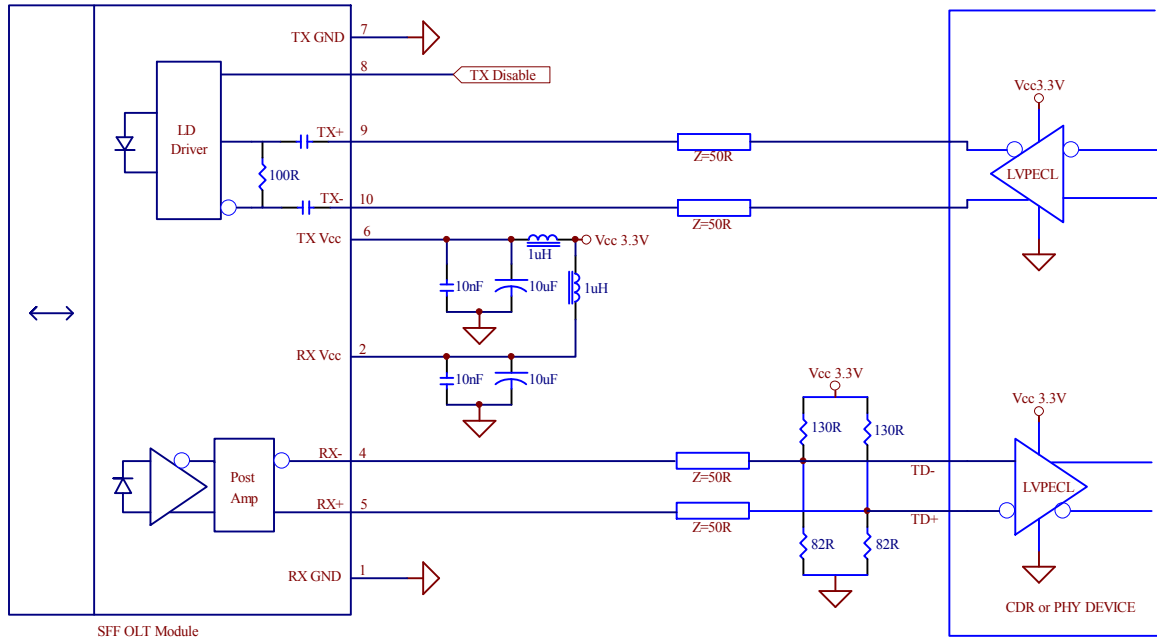 TX GND
7
8
TX Disable
Vcc3.3V
LD
Driver
TX+
9
Z=50R
LVPECL
100R
TX-
10
Z=50R
TX Vcc
6
Vcc 3.3V
1uH
10nF
10uF
1uH
RX Vcc
2
10nF
10uF
Vcc 3.3V
Vcc 3.3V
130R
130R
RX-
4
Z=50R
TD-
LVPECL
Post
Amp
RX+
5
Z=50R
TD+
82R
82R
RX GND
1
CDR or PHY DEVICE
SFF OLT Module